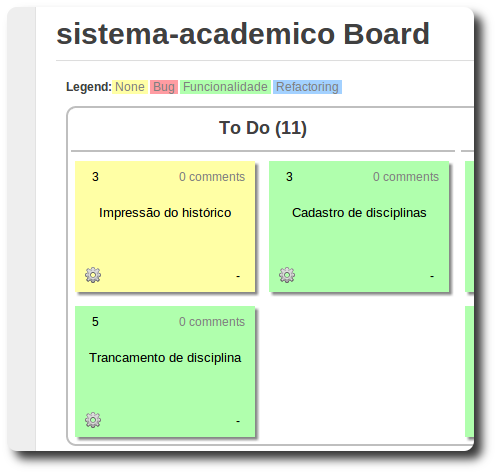 sistema-academico Board
Legend: None Bug Funcionalidade Refactoring
To Do (11)
3 0 comments
Impressão do histórico
-
3 0 comments
Cadastro de disciplinas
-
5 0 comments
Trancamento de disciplina
-